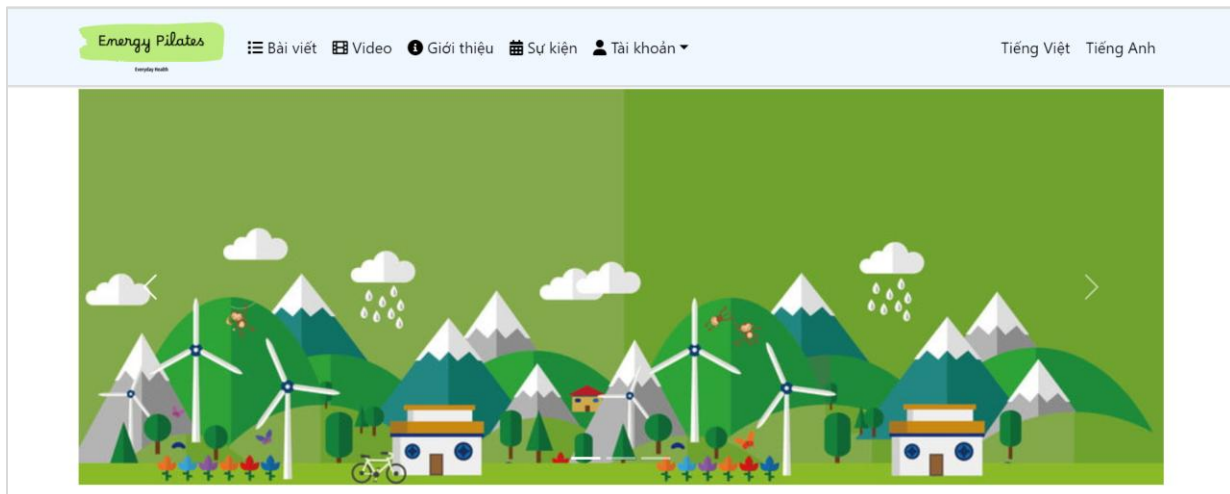 Energy Pilates
Everyday Health
Bài viết Video Giới thiệu Sự kiện Tài khoản Tiếng Việt Tiếng Anh